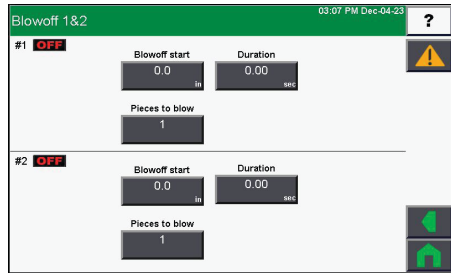 Blowoff 1&2
03:07 PM Dec-04-23
?
#1 OFF
Blowoff start Duration
0.0 in 0.00 sec
Pieces to blow
1
#2 OFF
Blowoff start Duration
0.0 in 0.00 sec
Pieces to blow
1